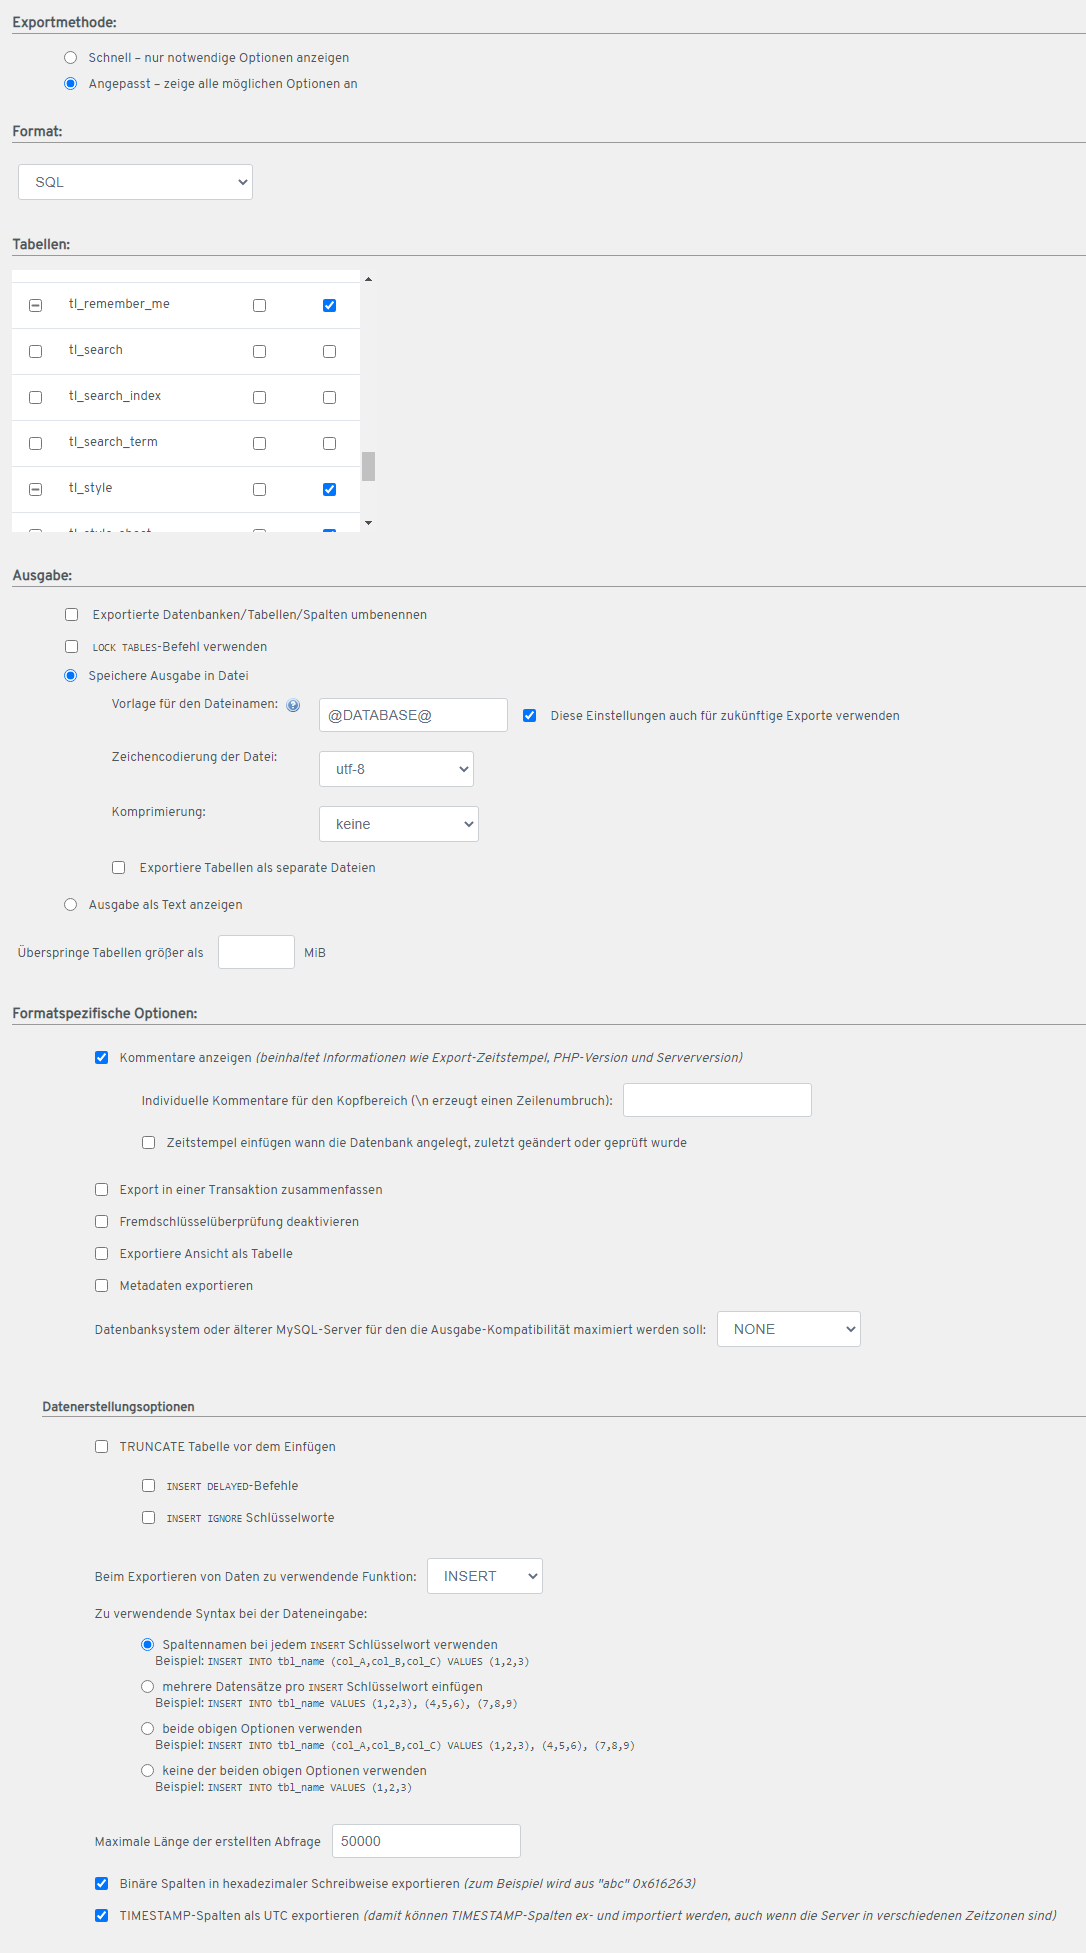 Exportmethode:
Schnell – nur notwendige Optionen anzeigen
Angepasst – zeige alle möglichen Optionen an
Format:
SQL
Tabellen:
tl_remember_me
tl_search
tl_search_index
tl_search_term
tl_style
Ausgabe:
Exportierte Datenbanken/Tabellen/Spalten umbenennen
LOCK TABLES-Befehl verwenden
Speichere Ausgabe in Datei
Vorlage für den Dateinamen: @DATABASE@ Diese Einstellungen auch für zukünftige Exporte verwenden
Zeichencodierung der Datei: utf-8
Komprimierung: keine
Exportiere Tabellen als separate Dateien
Ausgabe als Text anzeigen
Überspringe Tabellen größer als MiB
Formatspezifische Optionen:
Kommentare anzeigen (beinhaltet Informationen wie Export-Zeitstempel, PHP-Version und Serverversion)
Individuelle Kommentare für den Kopfbereich (\n erzeugt einen Zeilenumbruch):
Zeitstempel einfügen wann die Datenbank angelegt, zuletzt geändert oder geprüft wurde
Export in einer Transaktion zusammenfassen
Fremdschlüsselüberprüfung deaktivieren
Exportiere Ansicht als Tabelle
Metadaten exportieren
Datenbanksystem oder älterer MySQL-Server für den die Ausgabe-Kompatibilität maximiert werden soll: NONE
Datenerstellungsoptionen
TRUNCATE Tabelle vor dem Einfügen
INSERT DELAYED-Befehle
INSERT IGNORE Schlüsselworte
Beim Exportieren von Daten zu verwendende Funktion: INSERT
Zu verwendende Syntax bei der Dateneingabe:
Spaltennamen bei jedem INSERT Schlüsselwort verwenden
Beispiel: INSERT INTO tbl_name (col_A,col_B,col_C) VALUES (1,2,3)
mehrere Datensätze pro INSERT Schlüsselwort einfügen
Beispiel: INSERT INTO tbl_name VALUES (1,2,3), (4,5,6), (7,8,9)
beide obigen Optionen verwenden
Beispiel: INSERT INTO tbl_name (col_A,col_B,col_C) VALUES (1,2,3), (4,5,6), (7,8,9)
keine der beiden obigen Optionen verwenden
Beispiel: INSERT INTO tbl_name VALUES (1,2,3)
Maximale Länge der erstellten Abfrage 50000
Binäre Spalten in hexadezimaler Schreibweise exportieren (zum Beispiel wird aus "abc" 0x616263)
TIMESTAMP-Spalten als UTC exportieren (damit können TIMESTAMP-Spalten ex- und importiert werden, auch wenn die Server in verschiedenen Zeitzonen sind)